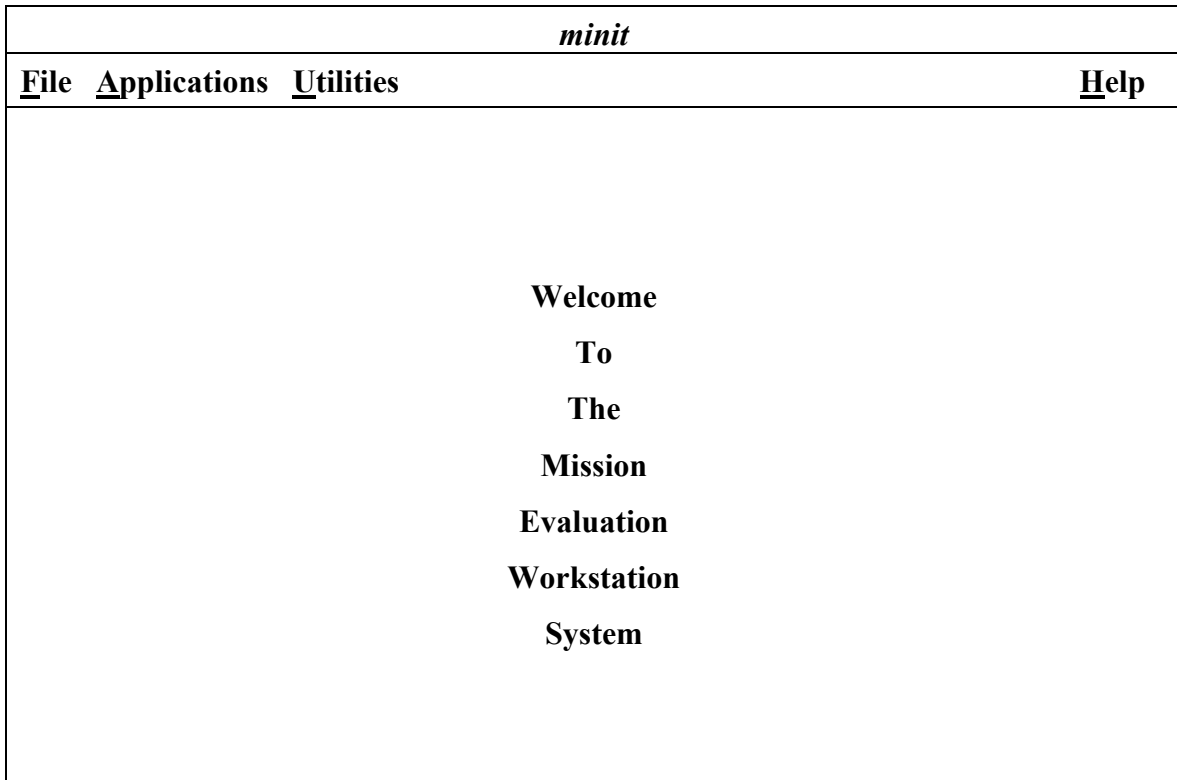 minit
File Applications Utilities Help
Welcome
To
The
Mission
Evaluation
Workstation
System